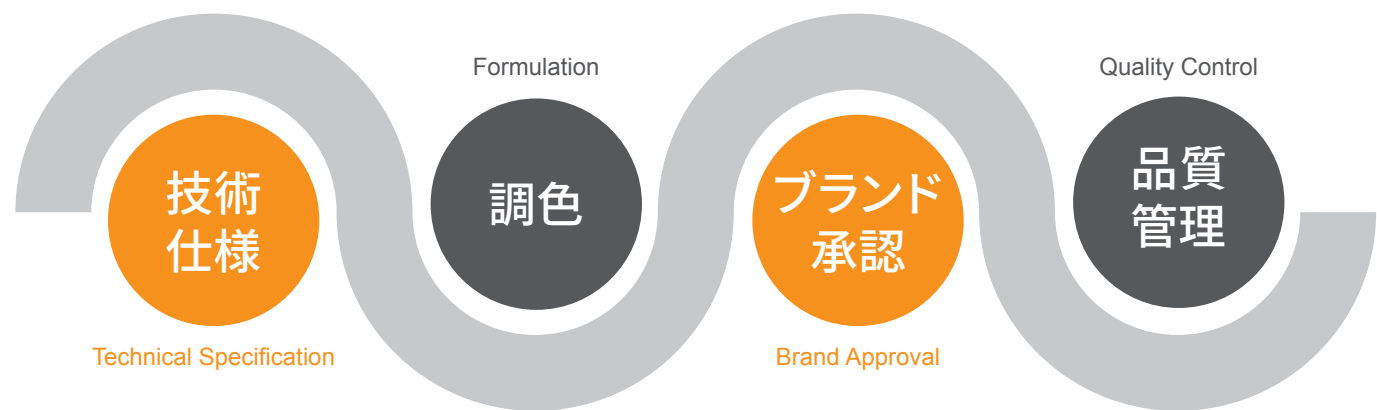 技術
仕様
Technical Specification
Formulation
調色
ブランド
承認
Brand Approval
Quality Control
品質
管理